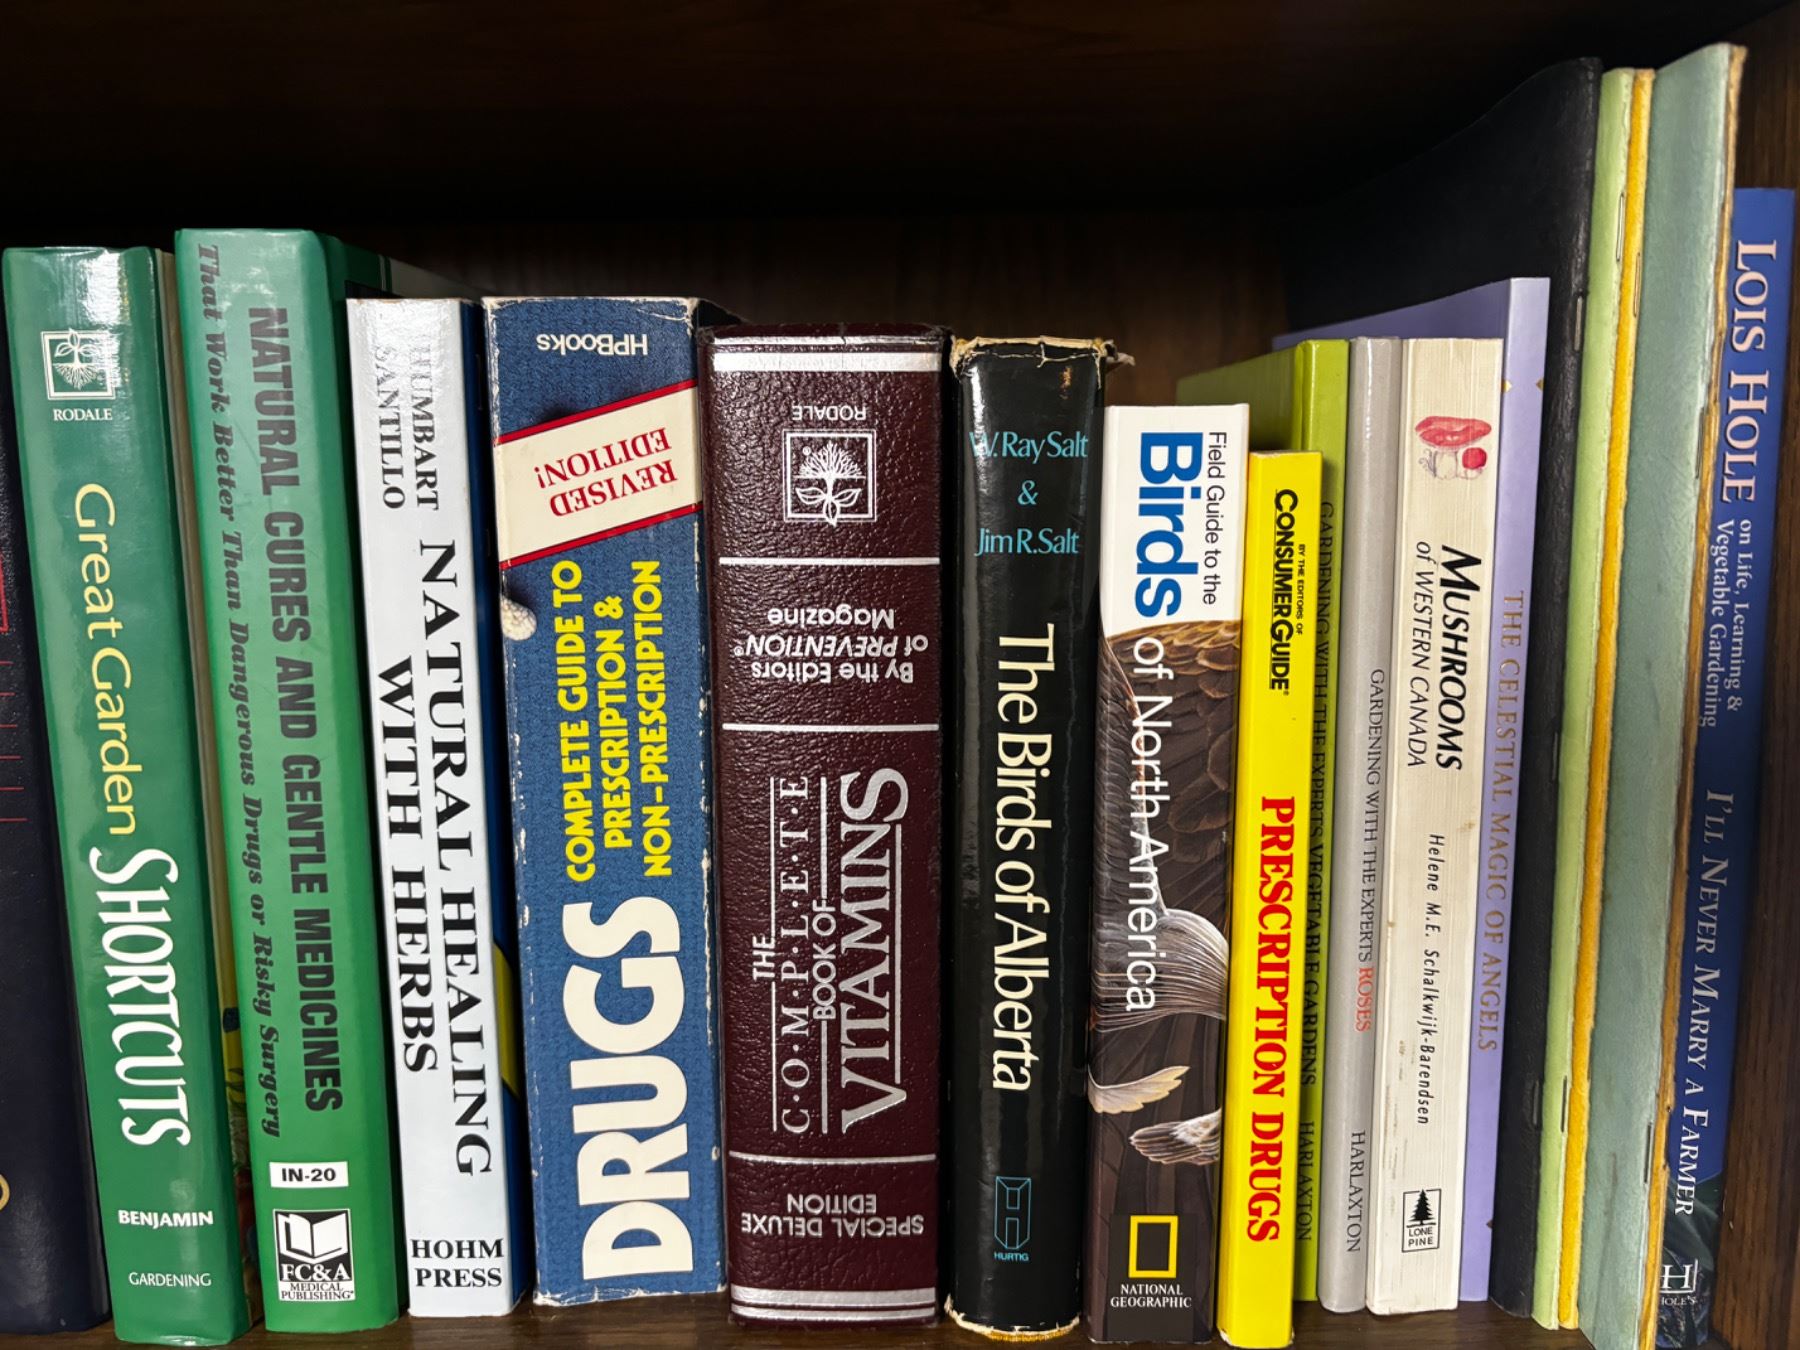 RODALE
Great Garden SHORTCUTS
BENJAMIN
GARDENING
NATURAL CURES AND GENTLE MEDICINES
That Work Better Than Dangerous Drugs or Risky Surgery
IN-20
FC&A
MEDICAL
PUBLISHING®
HUMBART
SANTILLO
NATURAL HEALING
WITH HERBS
HOHM
PRESS
HPBooks
REVISED
EDITION!
COMPLETE GUIDE TO
PRESCRIPTION &
NON-PRESCRIPTION
DRUGS
RODALE
By the Editors
of PREVENTION®
Magazine
THE
C·O·M·P·L·E·T·E
BOOK OF
VITAMINS
SPECIAL DELUXE
EDITION
W. Ray Salt
&
Jim R. Salt
The Birds of Alberta
HURTIG
Field Guide to the
Birds of North America
NATIONAL
GEOGRAPHIC
BY THE EDITORS OF
CONSUMER GUIDE®
PRESCRIPTION DRUGS
GARDENING WITH THE EXPERTS VEGETABLE GARDENS
HARLAXTON
GARDENING WITH THE EXPERTS ROSES
HARLAXTON
MUSHROOMS
of WESTERN CANADA
Helene M.E. Schalkwijk-Barendsen
LONE
PINE
THE CELESTIAL MAGIC OF ANGELS
LOIS HOLE
on Life, Learning &
Vegetable Gardening
I'LL NEVER MARRY A FARMER
H
HOLE'S